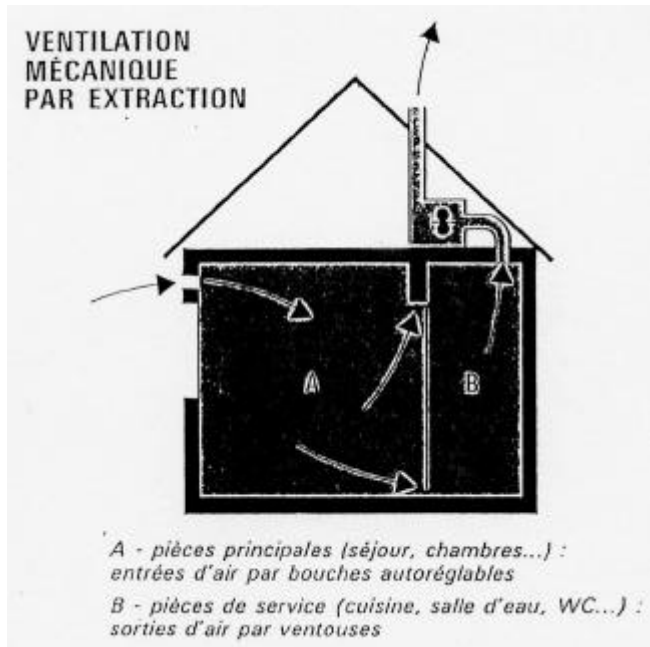 VENTILATION
MÉCANIQUE
PAR EXTRACTION
A
B
A - pièces principales (séjour, chambres...) :
entrées d'air par bouches autoréglables
B - pièces de service (cuisine, salle d'eau, WC...) :
sorties d'air par ventouses